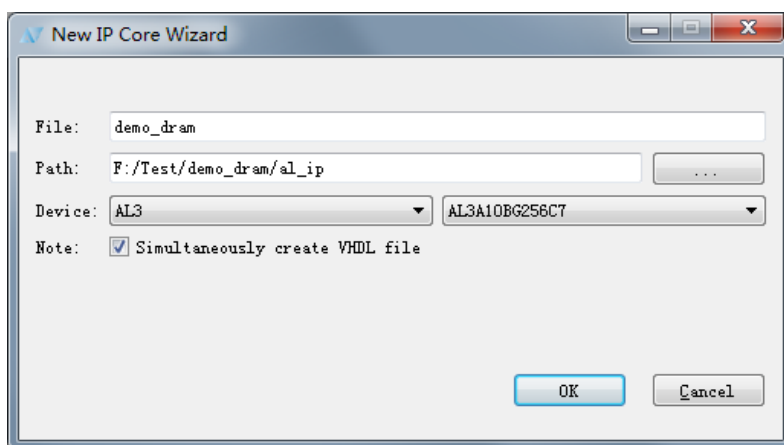 New IP Core Wizard
File: demo_dram
Path: F:/Test/demo_dram/al_ip ...
Device: AL3 AL3A10BG256C7
Note: Simultaneously create VHDL file
OK Cancel